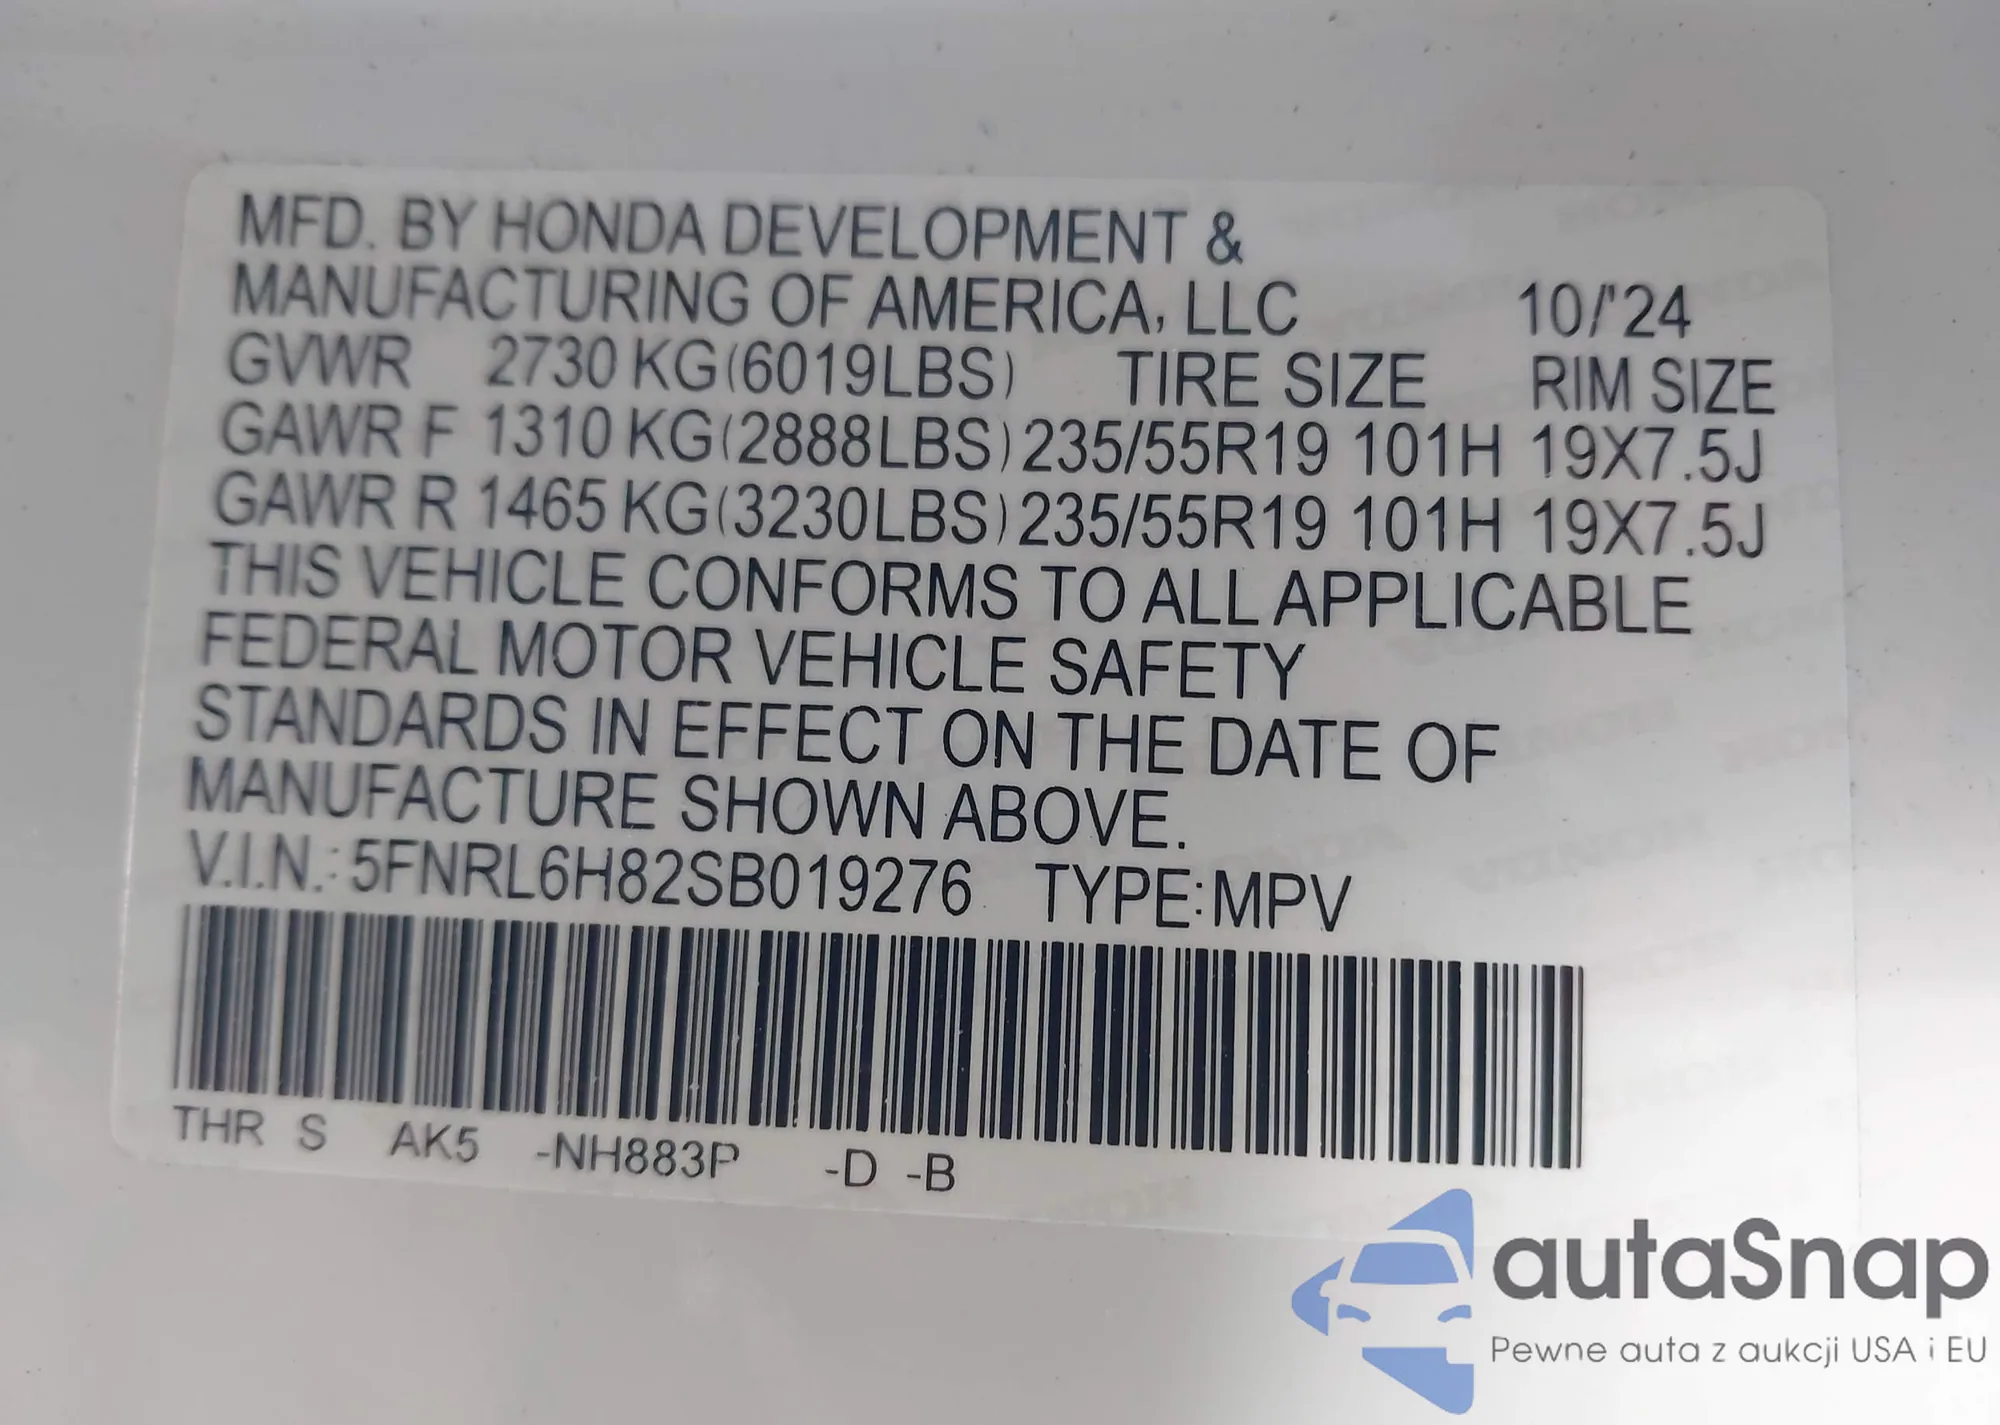 MFD. BY HONDA DEVELOPMENT &
MANUFACTURING OF AMERICA, LLC 10/'24
GVWR 2730 KG(6019LBS) TIRE SIZE RIM SIZE
GAWR F 1310 KG(2888LBS) 235/55R19 101H 19X7.5J
GAWR R 1465 KG(3230LBS) 235/55R19 101H 19X7.5J
THIS VEHICLE CONFORMS TO ALL APPLICABLE
FEDERAL MOTOR VEHICLE SAFETY
STANDARDS IN EFFECT ON THE DATE OF
MANUFACTURE SHOWN ABOVE.
V.I.N.: 5FNRL6H82SB019276 TYPE: MPV
THR S AK5 -NH883P -D -B
autaSnap
Pewne auta z aukcji USA i EU